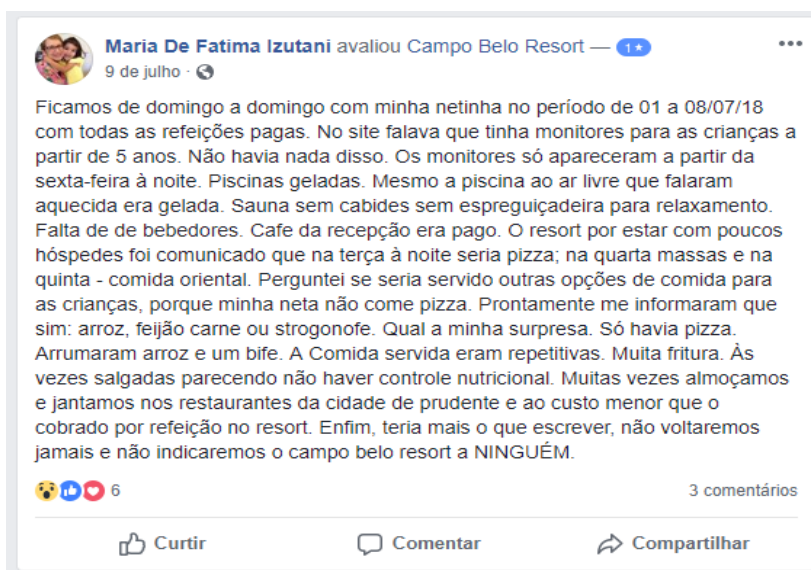 Maria De Fatima Izutani avaliou Campo Belo Resort — 1★
9 de julho ·
Ficamos de domingo a domingo com minha netinha no período de 01 a 08/07/18
com todas as refeições pagas. No site falava que tinha monitores para as crianças a
partir de 5 anos. Não havia nada disso. Os monitores só apareceram a partir da
sexta-feira à noite. Piscinas geladas. Mesmo a piscina ao ar livre que falaram
aquecida era gelada. Sauna sem cabides sem espreguiçadeira para relaxamento.
Falta de de bebedores. Cafe da recepção era pago. O resort por estar com poucos
hóspedes foi comunicado que na terça à noite seria pizza; na quarta massas e na
quinta - comida oriental. Perguntei se seria servido outras opções de comida para
as crianças, porque minha neta não come pizza. Prontamente me informaram que
sim: arroz, feijão carne ou strogonofe. Qual a minha surpresa. Só havia pizza.
Arrumaram arroz e um bife. A Comida servida eram repetitivas. Muita fritura. Às
vezes salgadas parecendo não haver controle nutricional. Muitas vezes almoçamos
e jantamos nos restaurantes da cidade de prudente e ao custo menor que o
cobrado por refeição no resort. Enfim, teria mais o que escrever, não voltaremos
jamais e não indicaremos o campo belo resort a NINGUÉM.
6 3 comentários
Curtir Comentar Compartilhar